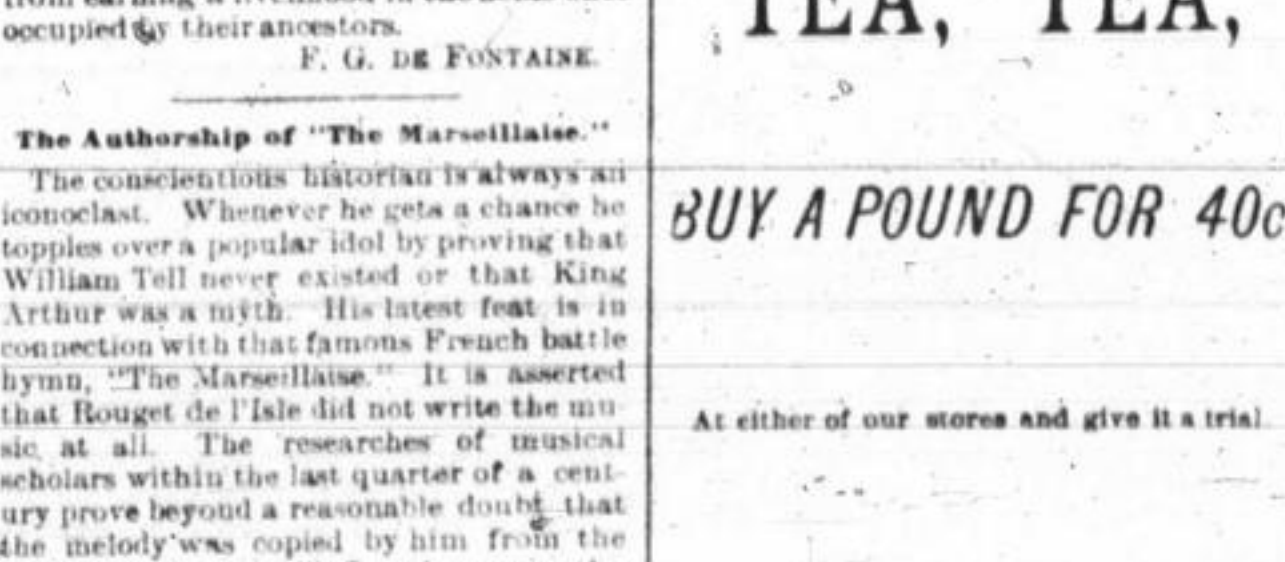 occupied by their ancestors.
F. G. DE FONTAINE.
The Authorship of "The Marseillaise."
The conscientious historian is always an
iconoclast. Whenever he gets a chance he
topples over a popular idol by proving that
William Tell never existed or that King
Arthur was a myth. His latest feat is in
connection with that famous French battle
hymn, "The Marseillaise." It is asserted
that Rouget de l'Isle did not write the mu-
sic at all. The researches of musical
scholars within the last quarter of a cent-
ury prove beyond a reasonable doubt that
the melody was copied by him from the
TEA, TEA,
BUY A POUND FOR 40c
At either of our stores and give it a trial.